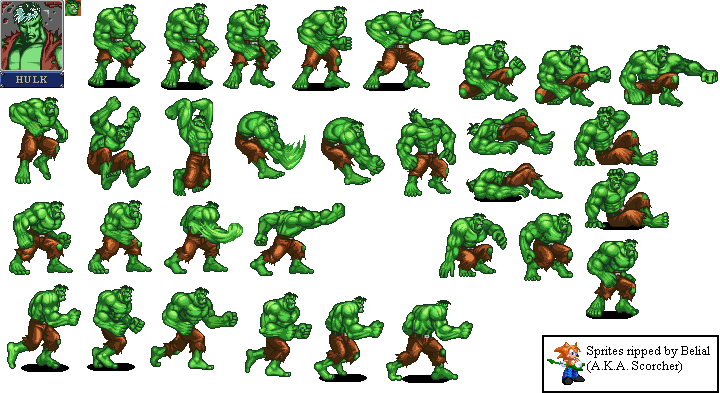 HULK
Sprites ripped by Belial
(A.K.A. Scorcher)